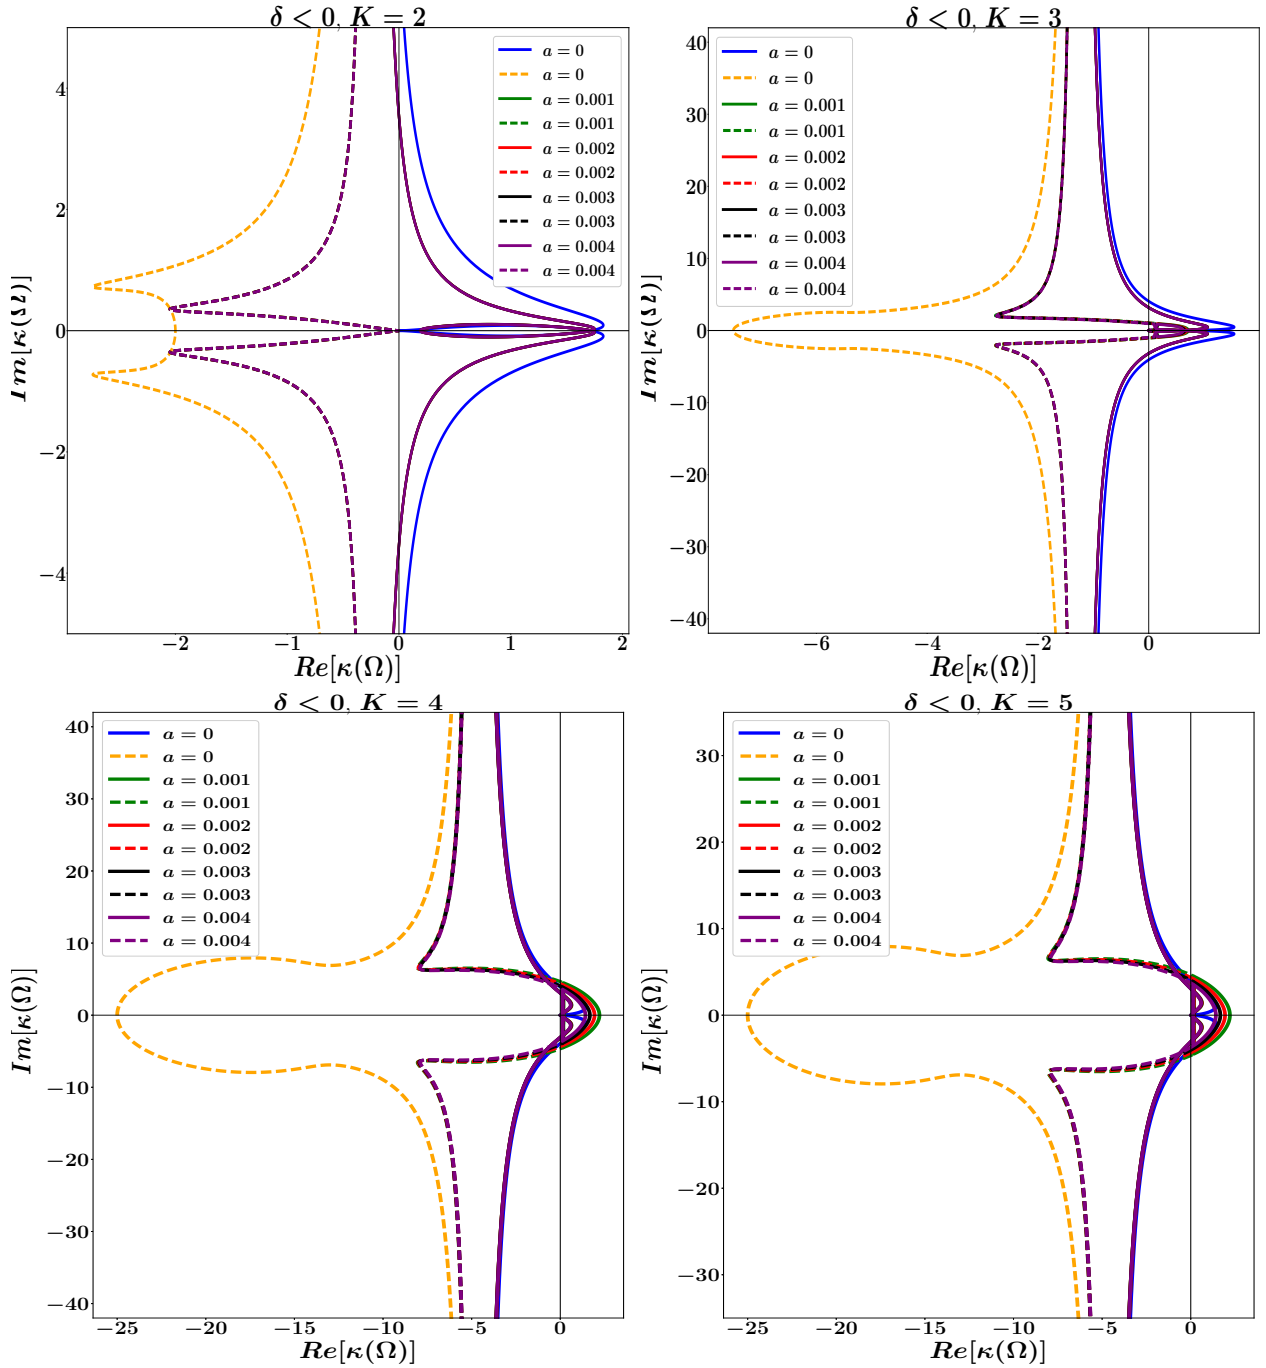 δ < 0, K = 2
a = 0
a = 0
a = 0.001
a = 0.001
a = 0.002
a = 0.002
a = 0.003
a = 0.003
a = 0.004
a = 0.004
4
2
0
−2
−4
Im[κ(Ω)]
−2
−1
0
1
2
Re[κ(Ω)]
δ < 0, K = 3
a = 0
a = 0
a = 0.001
a = 0.001
a = 0.002
a = 0.002
a = 0.003
a = 0.003
a = 0.004
a = 0.004
40
30
20
10
0
−10
−20
−30
−40
Im[κ(Ω)]
−6
−4
−2
0
Re[κ(Ω)]
δ < 0, K = 4
a = 0
a = 0
a = 0.001
a = 0.001
a = 0.002
a = 0.002
a = 0.003
a = 0.003
a = 0.004
a = 0.004
40
30
20
10
0
−10
−20
−30
−40
Im[κ(Ω)]
−25
−20
−15
−10
−5
0
Re[κ(Ω)]
δ < 0, K = 5
a = 0
a = 0
a = 0.001
a = 0.001
a = 0.002
a = 0.002
a = 0.003
a = 0.003
a = 0.004
a = 0.004
30
20
10
0
−10
−20
−30
Im[κ(Ω)]
−25
−20
−15
−10
−5
0
Re[κ(Ω)]